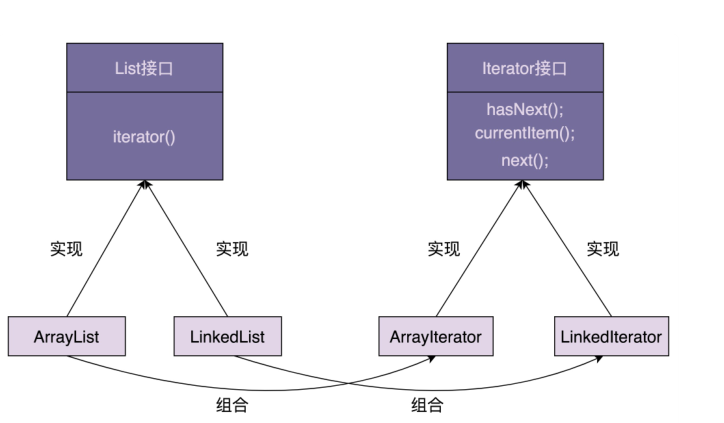 List接口
iterator()
Iterator接口
hasNext();
currentItem();
next();
实现
实现
实现
实现
ArrayList
LinkedList
ArrayIterator
LinkedIterator
组合
组合